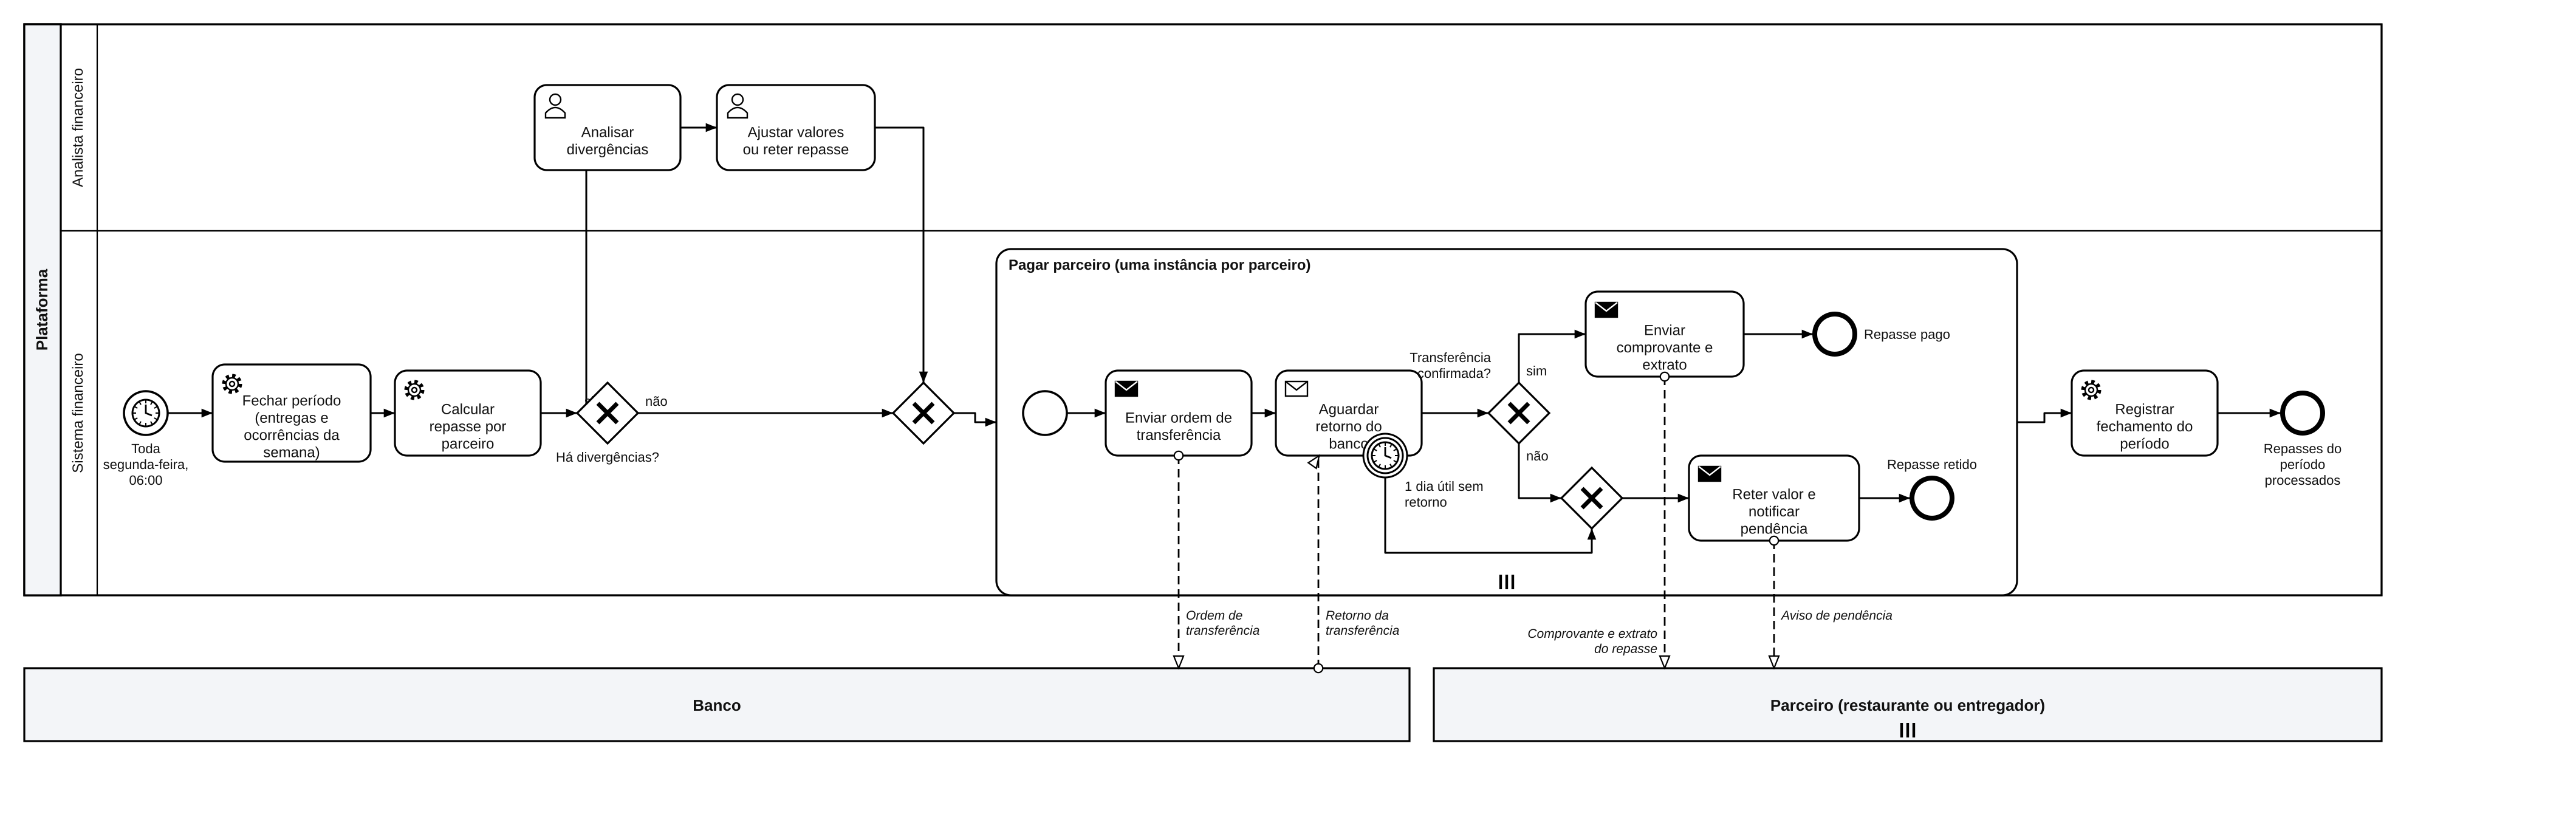 Plataforma
Analista financeiro
Sistema financeiro
Analisar
divergências
Ajustar valores
ou reter repasse
Toda
segunda-feira,
06:00
Fechar período
(entregas e
ocorrências da
semana)
Calcular
repasse por
parceiro
Há divergências?
não
Pagar parceiro (uma instância por parceiro)
Enviar ordem de
transferência
Aguardar
retorno do
banco
1 dia útil sem
retorno
Transferência
confirmada?
sim
não
Enviar
comprovante e
extrato
Repasse pago
Reter valor e
notificar
pendência
Repasse retido
Registrar
fechamento do
período
Repasses do
período
processados
Ordem de
transferência
Retorno da
transferência
Comprovante e extrato
do repasse
Aviso de pendência
Banco
Parceiro (restaurante ou entregador)